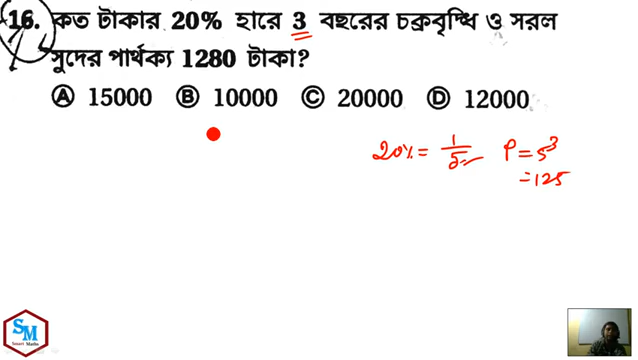 16. কত টাকার 20% হারে 3 বছরের চক্রবৃদ্ধি ও সরল
সুদের পার্থক্য 1280 টাকা?
Ⓐ 15000 Ⓑ 10000 Ⓒ 20000 Ⓓ 12000
20% = 1/5 P = 5³
= 125
SM
Smart Maths